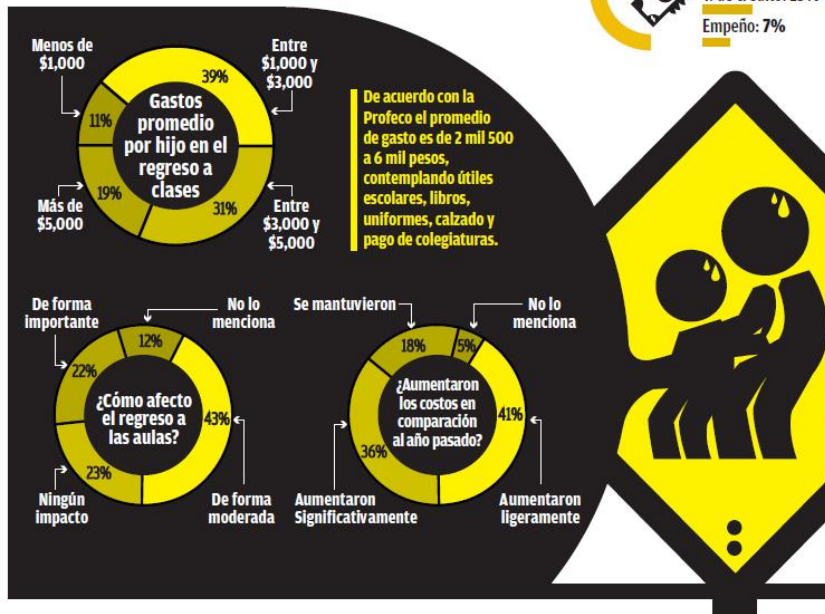 Empeño: 7%
Menos de
$1,000
Entre
$1,000 y
$3,000
39%
11%
Gastos
promedio
por hijo en el
regreso a
clases
19%
31%
Más de
$5,000
Entre
$3,000 y
$5,000
De acuerdo con la
Profeco el promedio
de gasto es de 2 mil 500
a 6 mil pesos,
contemplando útiles
escolares, libros,
uniformes, calzado y
pago de colegiaturas.
De forma
importante
No lo
menciona
12%
22%
¿Cómo afecto
el regreso a
las aulas?
43%
23%
Ningún
impacto
De forma
moderada
Se mantuvieron
No lo
menciona
18%
5%
¿Aumentaron
los costos en
comparación
al año pasado?
41%
36%
Aumentaron
Significativamente
Aumentaron
ligeramente